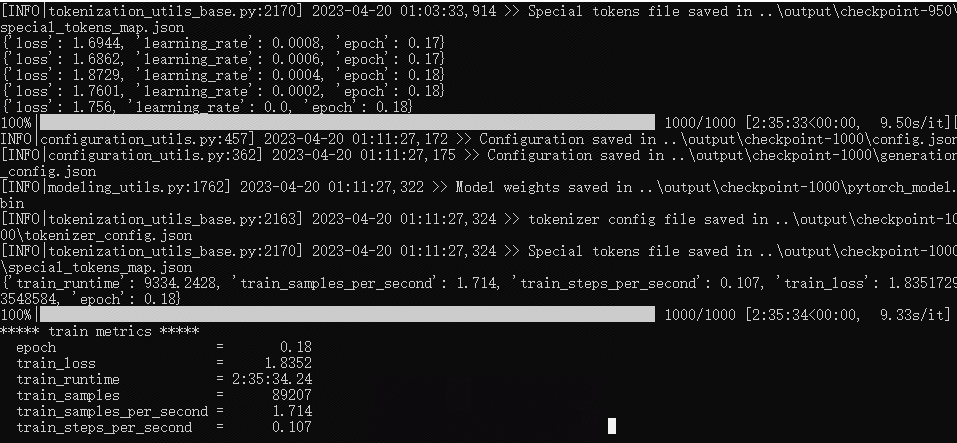 [INFO|tokenization_utils_base.py:2170] 2023-04-20 01:03:33,914 >> Special tokens file saved in ..\output\checkpoint-950\
special_tokens_map.json
{'loss': 1.6944, 'learning_rate': 0.0008, 'epoch': 0.17}
{'loss': 1.6862, 'learning_rate': 0.0006, 'epoch': 0.17}
{'loss': 1.8729, 'learning_rate': 0.0004, 'epoch': 0.18}
{'loss': 1.7601, 'learning_rate': 0.0002, 'epoch': 0.18}
{'loss': 1.756, 'learning_rate': 0.0, 'epoch': 0.18}
100%| 1000/1000 [2:35:33<00:00,  9.50s/it][
INFO|configuration_utils.py:457] 2023-04-20 01:11:27,172 >> Configuration saved in ..\output\checkpoint-1000\config.json
[INFO|configuration_utils.py:362] 2023-04-20 01:11:27,175 >> Configuration saved in ..\output\checkpoint-1000\generation
_config.json
[INFO|modeling_utils.py:1762] 2023-04-20 01:11:27,322 >> Model weights saved in ..\output\checkpoint-1000\pytorch_model.
bin
[INFO|tokenization_utils_base.py:2163] 2023-04-20 01:11:27,324 >> tokenizer config file saved in ..\output\checkpoint-10
00\tokenizer_config.json
[INFO|tokenization_utils_base.py:2170] 2023-04-20 01:11:27,324 >> Special tokens file saved in ..\output\checkpoint-1000
\special_tokens_map.json
{'train_runtime': 9334.2428, 'train_samples_per_second': 1.714, 'train_steps_per_second': 0.107, 'train_loss': 1.8351729
3548584, 'epoch': 0.18}
100%| 1000/1000 [2:35:34<00:00,  9.33s/it]
***** train metrics *****
  epoch                    =       0.18
  train_loss               =     1.8352
  train_runtime            = 2:35:34.24
  train_samples            =      89207
  train_samples_per_second =      1.714
  train_steps_per_second   =      0.107